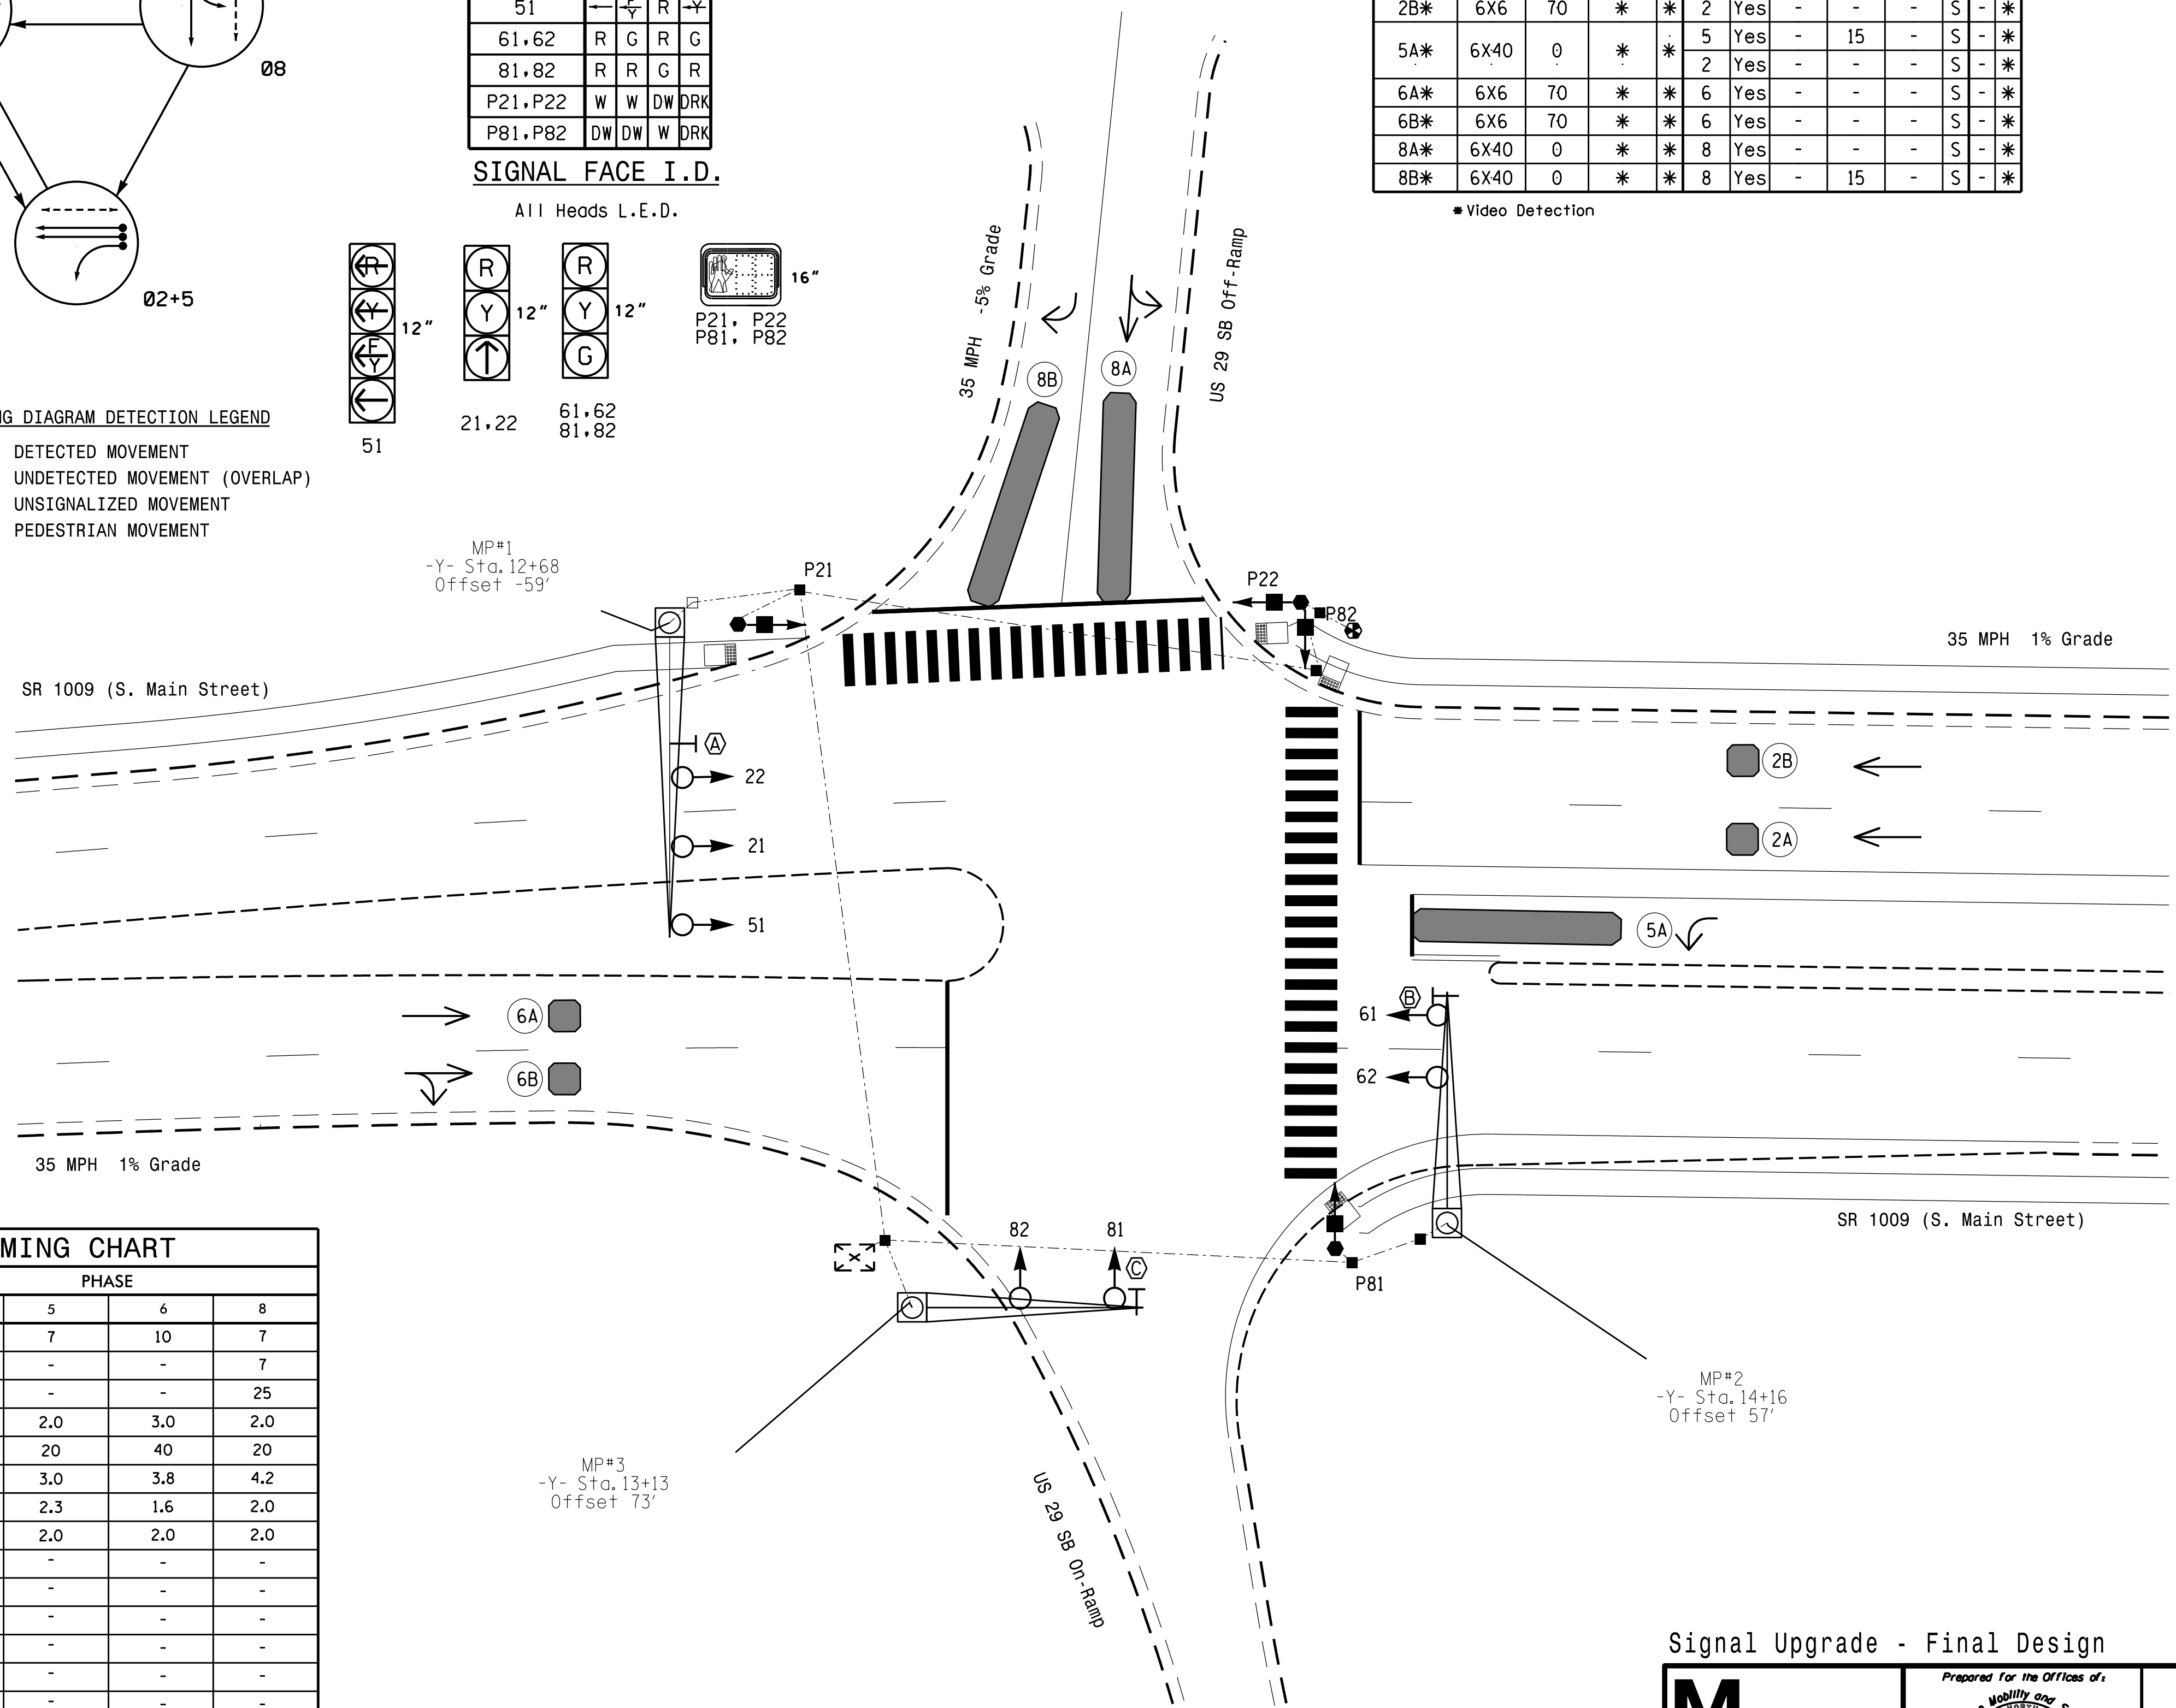 08
02+5
51 ← F Y R Y
61,62 R G R G
81,82 R R G R
P21,P22 W W DW DRK
P81,P82 DW DW W DRK
SIGNAL FACE I.D.
All Heads L.E.D.
R
Y
F
Y
12"
51
R
Y
12"
21,22
R
Y
G
12"
61,62
81,82
16"
P21, P22
P81, P82
2B* 6X6 70 * * 2 Yes - - - S - *
5A* 6X40 0 * * 5 Yes - 15 - S - *
2 Yes - - - S - *
6A* 6X6 70 * * 6 Yes - - - S - *
6B* 6X6 70 * * 6 Yes - - - S - *
8A* 6X40 0 * * 8 Yes - - - S - *
8B* 6X40 0 * * 8 Yes - 15 - S - *
* Video Detection
DIAGRAM DETECTION LEGEND
DETECTED MOVEMENT
UNDETECTED MOVEMENT (OVERLAP)
UNSIGNALIZED MOVEMENT
PEDESTRIAN MOVEMENT
35 MPH -5% Grade
US 29 SB Off-Ramp
8B
8A
MP#1
-Y- Sta.12+68
Offset -59'
P21
P22
P82
35 MPH 1% Grade
SR 1009 (S. Main Street)
A
22
21
51
2B
2A
5A
6A
6B
B
61
62
35 MPH 1% Grade
SR 1009 (S. Main Street)
82
81
C
P81
X
MP#2
-Y- Sta.14+16
Offset 57'
MP#3
-Y- Sta.13+13
Offset 73'
US 29 SB On-Ramp
CHART
PHASE
5 6 8
7 10 7
- - 7
- - 25
2.0 3.0 2.0
20 40 20
3.0 3.8 4.2
2.3 1.6 2.0
2.0 2.0 2.0
- - -
- - -
- - -
- - -
- - -
- - -
Signal Upgrade - Final Design
Prepared for the Offices of:
Mobility and